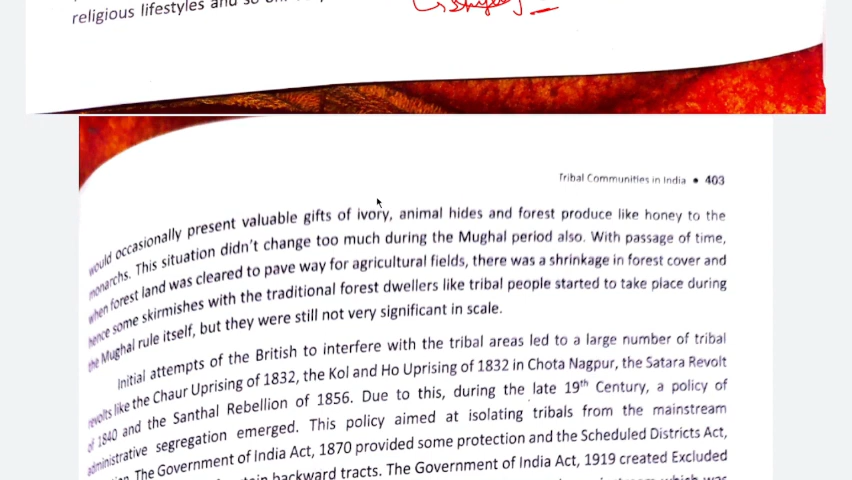 religious lifestyles and so
Tribal Communities in India • 403
would occasionally present valuable gifts of ivory, animal hides and forest produce like honey to the
monarchs. This situation didn't change too much during the Mughal period also. With passage of time,
when forest land was cleared to pave way for agricultural fields, there was a shrinkage in forest cover and
hence some skirmishes with the traditional forest dwellers like tribal people started to take place during
the Mughal rule itself, but they were still not very significant in scale.
Initial attempts of the British to interfere with the tribal areas led to a large number of tribal
revolts like the Chaur Uprising of 1832, the Kol and Ho Uprising of 1832 in Chota Nagpur, the Satara Revolt
of 1840 and the Santhal Rebellion of 1856. Due to this, during the late 19th Century, a policy of
administrative segregation emerged. This policy aimed at isolating tribals from the mainstream
The Government of India Act, 1870 provided some protection and the Scheduled Districts Act,
backward tracts. The Government of India Act, 1919 created Excluded